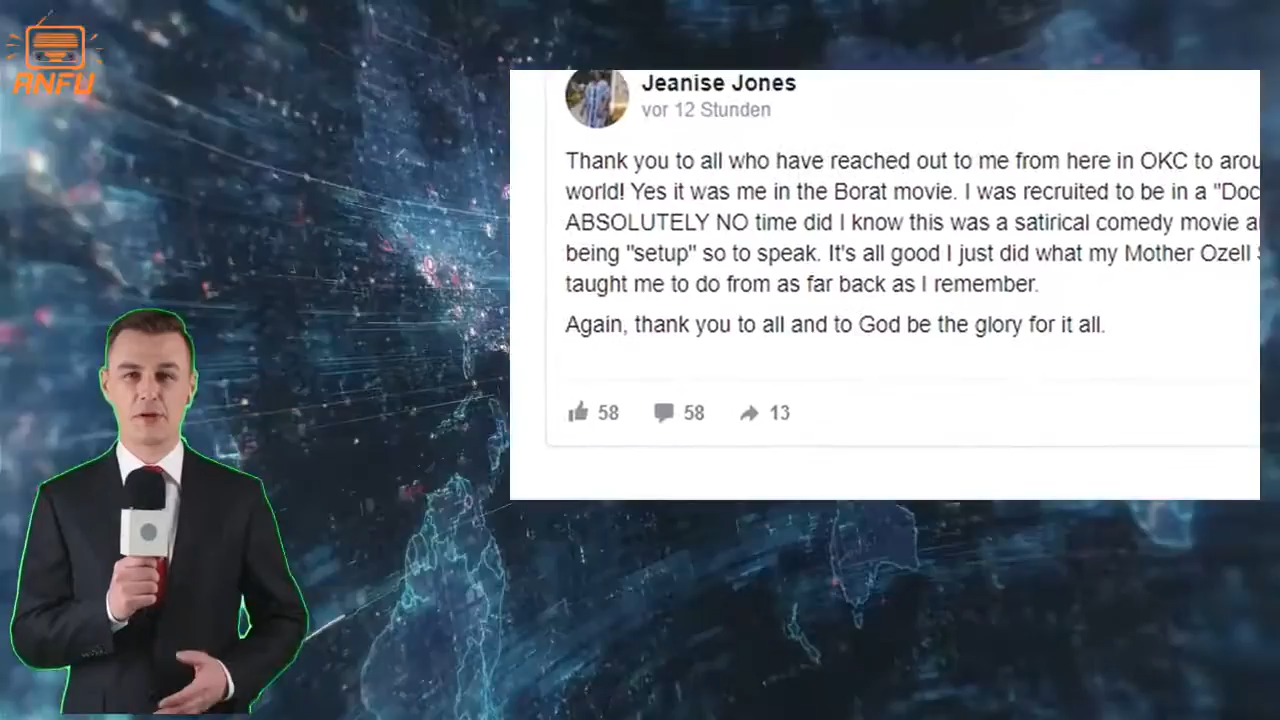 ANFU
Jeanise Jones
vor 12 Stunden
Thank you to all who have reached out to me from here in OKC to
world! Yes it was me in the Borat movie. I was recruited to be in a
ABSOLUTELY NO time did I know this was a satirical comedy movie
being "setup" so to speak. It's all good I just did what my Mother Ozell
taught me to do from as far back as I remember.
Again, thank you to all and to God be the glory for it all.
58 58 13